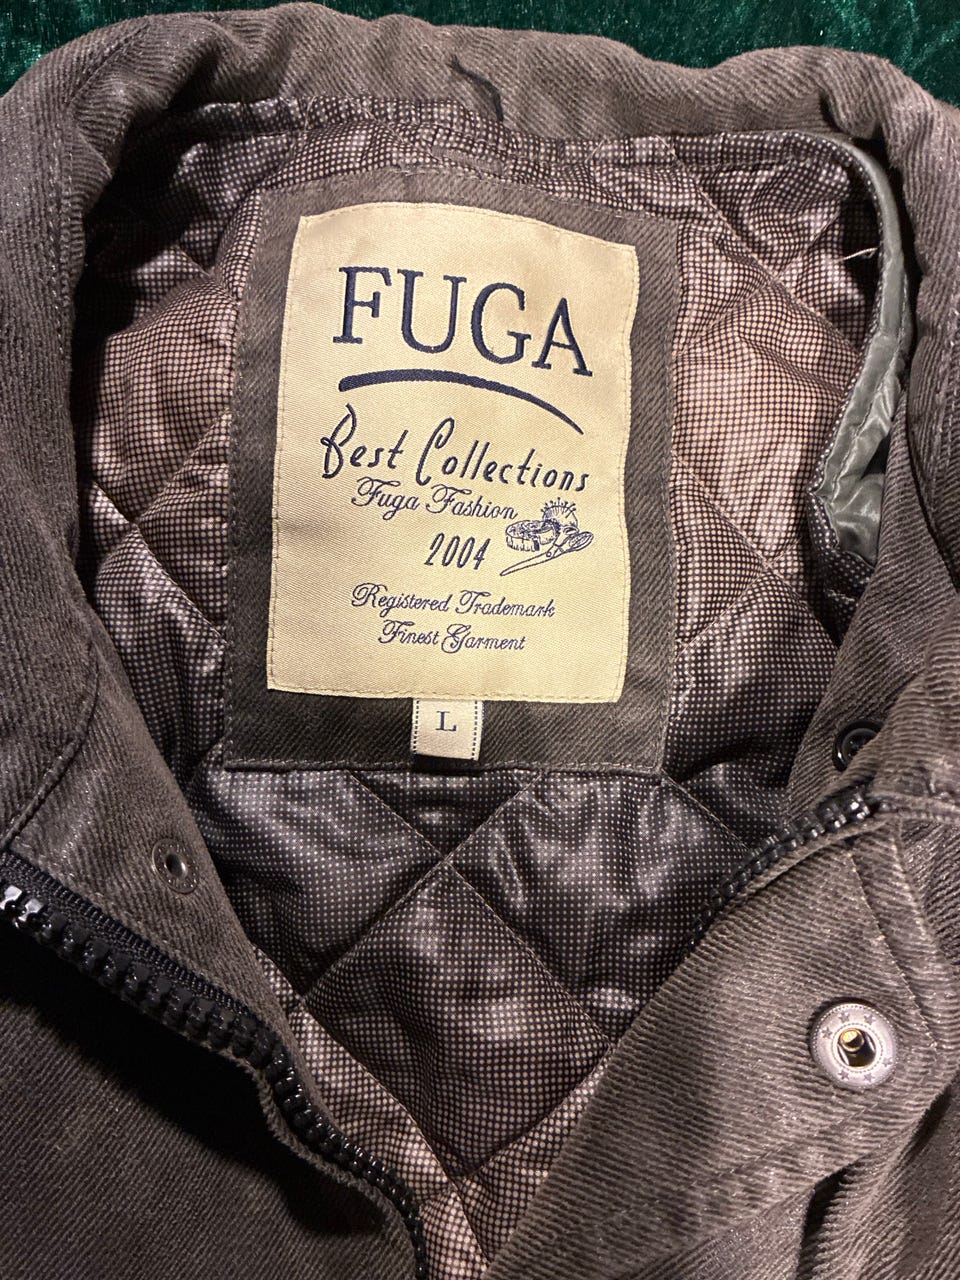 FUGA
Best Collections
Fuga Fashion
2004
Registered Trademark
Finest Garment
L